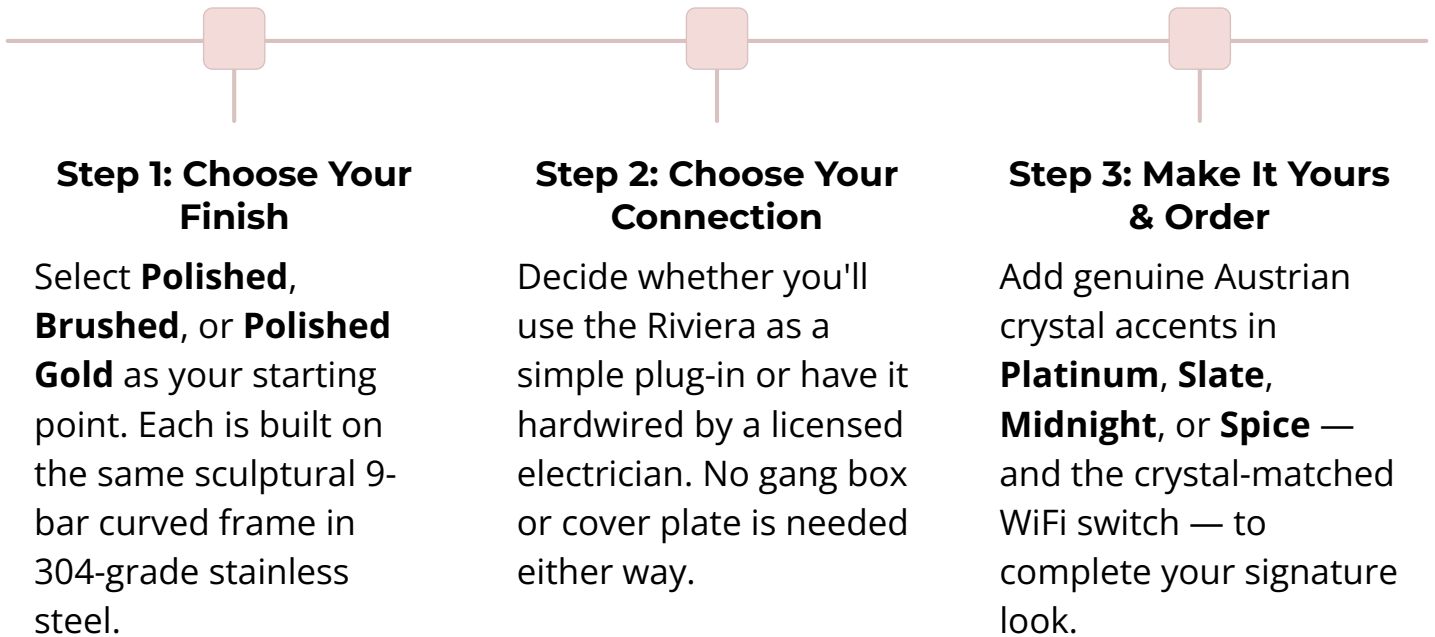 Step 1: Choose Your
Finish
Select Polished,
Brushed, or Polished
Gold as your starting
point. Each is built on
the same sculptural 9-
bar curved frame in
304-grade stainless
steel.
Step 2: Choose Your
Connection
Decide whether you'll
use the Riviera as a
simple plug-in or have it
hardwired by a licensed
electrician. No gang box
or cover plate is needed
either way.
Step 3: Make It Yours
& Order
Add genuine Austrian
crystal accents in
Platinum, Slate,
Midnight, or Spice —
and the crystal-matched
WiFi switch — to
complete your signature
look.